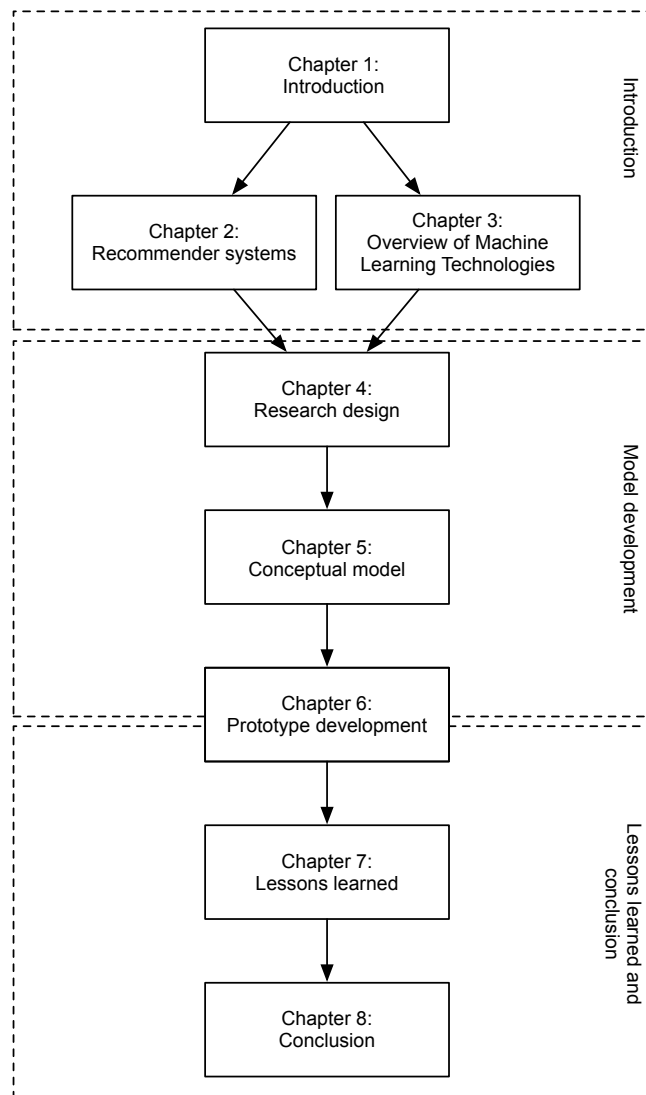 Chapter 1:
Introduction
Introduction
Chapter 2:
Recommender systems
Chapter 3:
Overview of Machine
Learning Technologies
Chapter 4:
Research design
Model development
Chapter 5:
Conceptual model
Chapter 6:
Prototype development
Chapter 7:
Lessons learned
Lessons learned and
conclusion
Chapter 8:
Conclusion